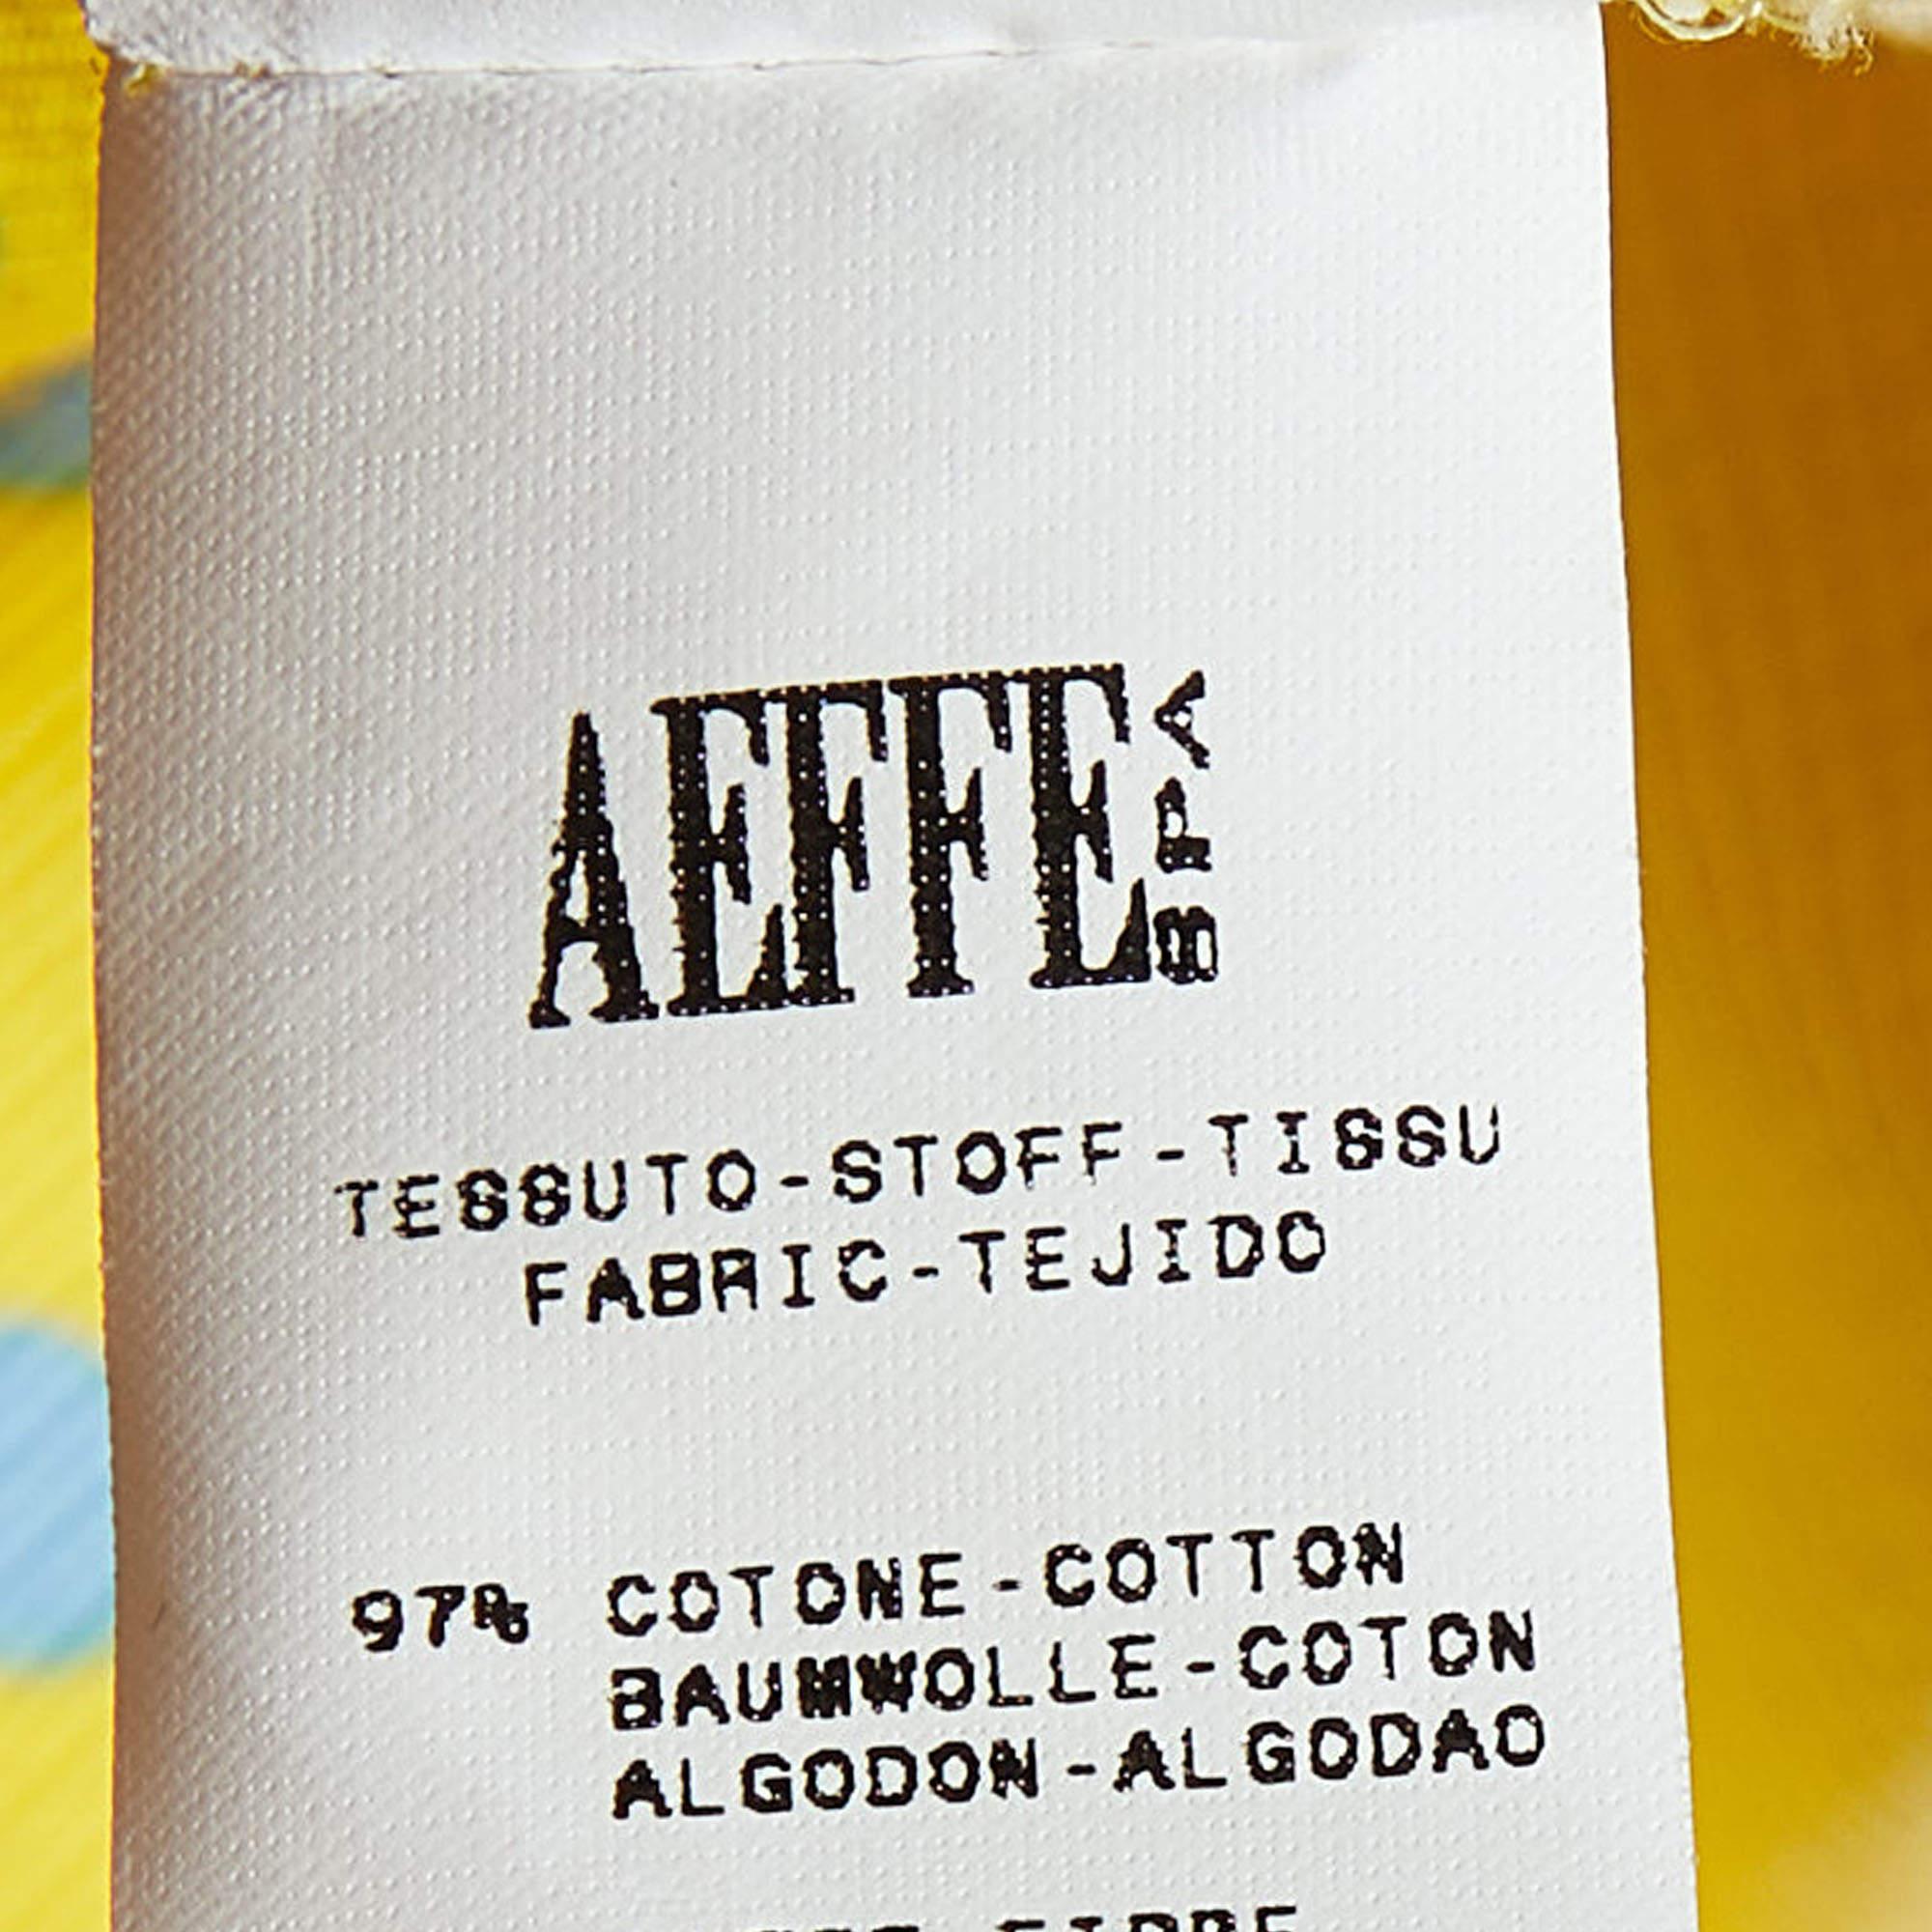 AEFFE SPA
TESSUTO-STOFF-TISSU
FABRIC-TEJIDO
97% COTONE-COTTON
BAUMWOLLE-COTON
ALGODON-ALGODAO